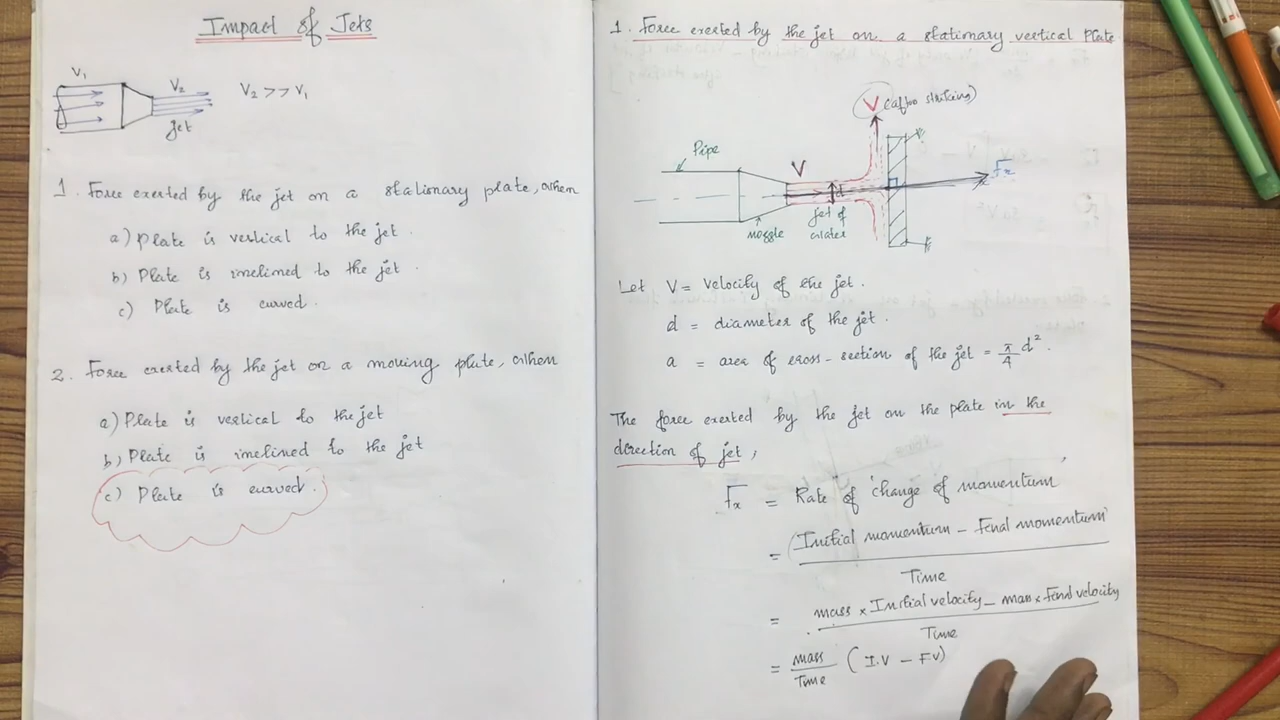 Impact of Jets
V₁
V₂
V₂ >> V₁
jet
1. Force exerted by the jet on a stationary plate, when
a) Plate is vertical to the jet.
b) Plate is inclined to the jet.
c) Plate is curved.
2. Force exerted by the jet on a moving plate, when
a) Plate is vertical to the jet
b) Plate is inclined to the jet
c) Plate is curved.
1. Force exerted by the jet on a stationary vertical Plate
V (after striking)
Pipe
V
d
Fx
nozzle
jet of
water
Let V = Velocity of the jet.
d = diameter of the jet.
a = area of cross-section of the jet = π/4 d².
The force exerted by the jet on the plate in the
direction of jet,
Fx = Rate of change of momentum
= (Initial momentum - Final momentum)
Time
= mass x Initial velocity - mass x Final velocity
Time
= mass/Time (I.V - FV)